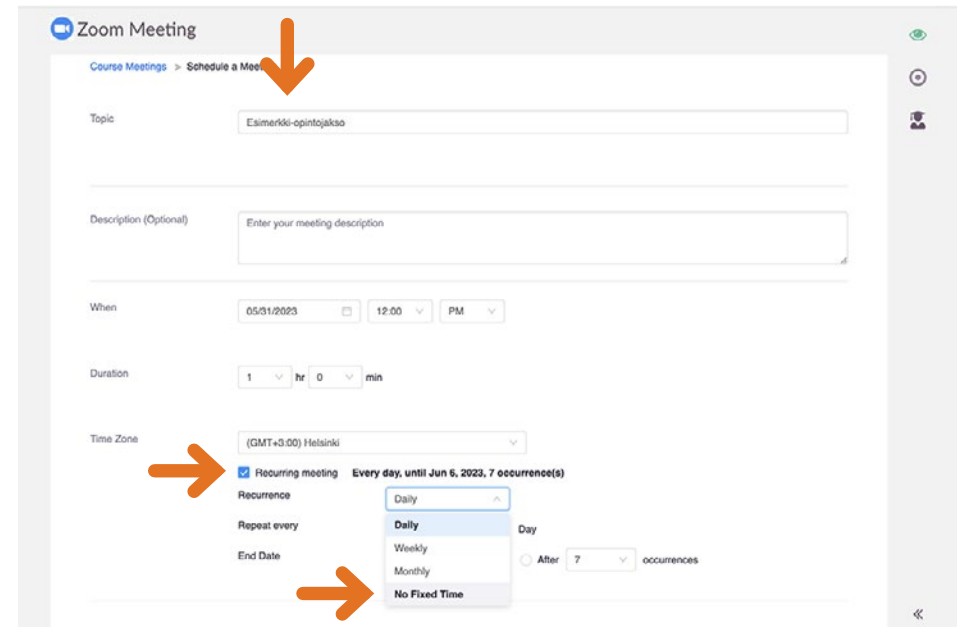 Zoom Meeting
Course Meetings > Schedule a Mee
Topic
Esimerkki-opintojakso
Description (Optional)
Enter your meeting description
When
05/31/2023 12:00 PM
Duration
1 hr 0 min
Time Zone
(GMT+3:00) Helsinki
Recurring meeting Every day, until Jun 6, 2023, 7 occurrence(s)
Recurrence
Daily
Repeat every
Daily
Day
Weekly
End Date
After 7 occurrences
Monthly
No Fixed Time